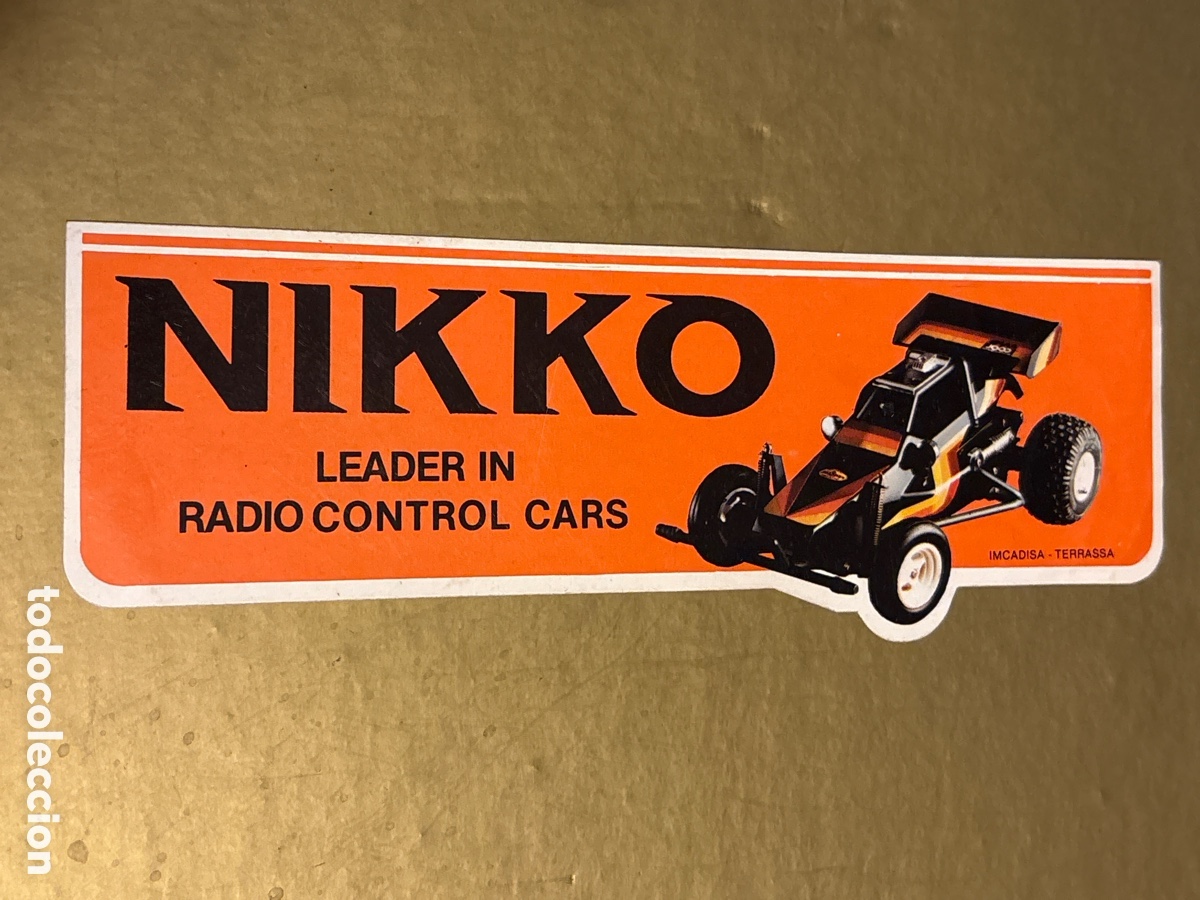 NIKKO
LEADER IN
RADIO CONTROL CARS
IMCADISA - TERRASSA
todocoleccion